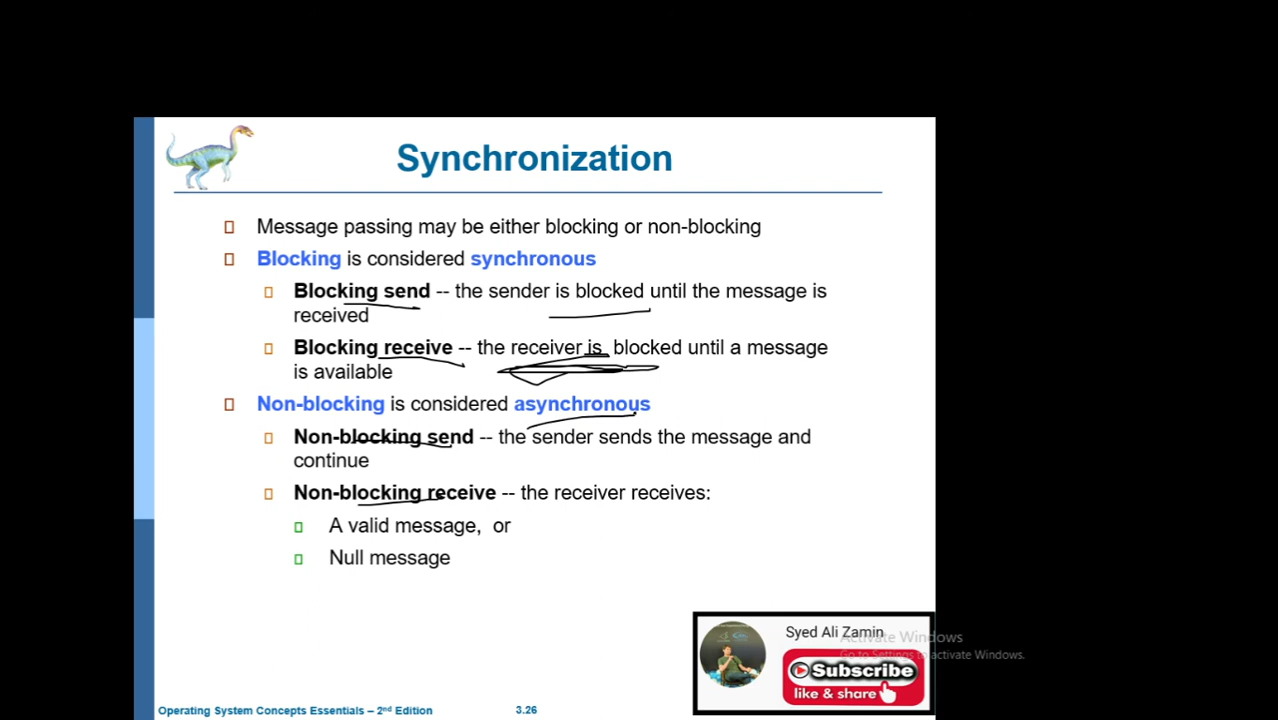 Synchronization
Message passing may be either blocking or non-blocking
Blocking is considered synchronous
Blocking send -- the sender is blocked until the message is
received
Blocking receive -- the receiver is blocked until a message
is available
Non-blocking is considered asynchronous
Non-blocking send -- the sender sends the message and
continue
Non-blocking receive -- the receiver receives:
A valid message, or
Null message
Syed Ali Zamin
Activate Windows
Go to Settings to activate Windows.
Subscribe
like & share
Operating System Concepts Essentials – 2nd Edition
3.26